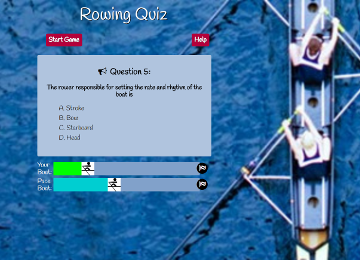 Rowing Quiz
Start Game
Help
Question 5:
The rower responsible for setting the rate and rhythm of the
boat is
A. Stroke
B. Bow
C. Starboard
D. Head
Your
Boat:
Pace
Boat: